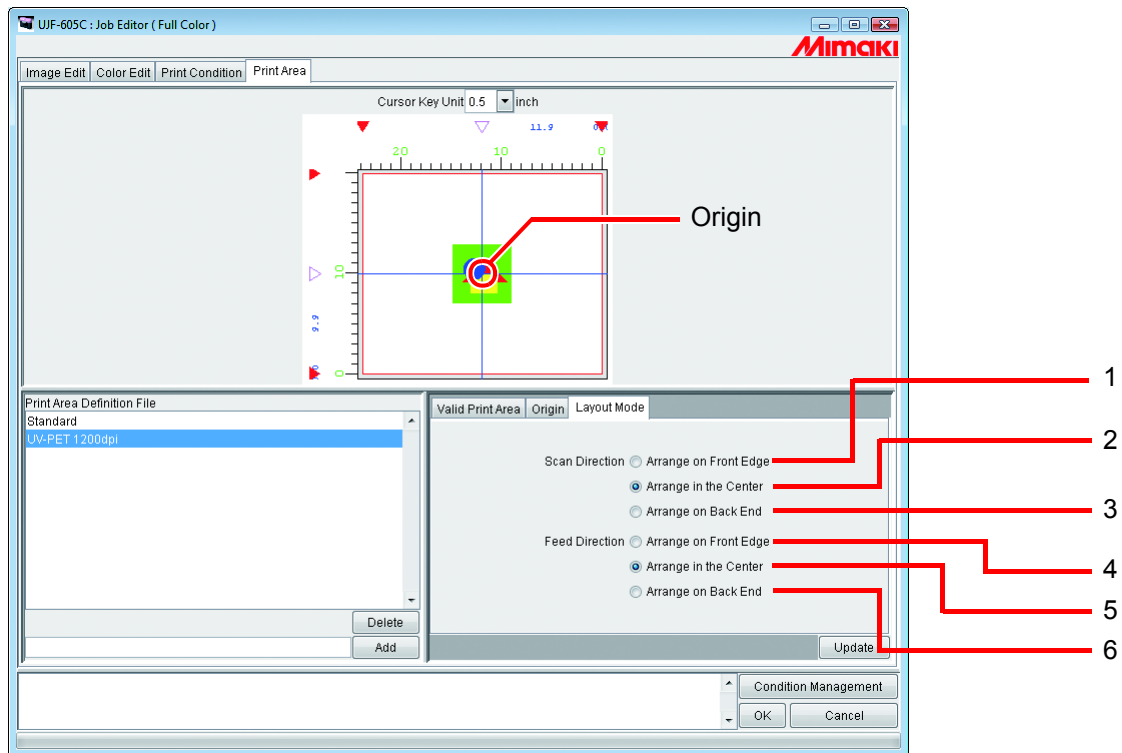 UJF-605C : Job Editor ( Full Color )
Mimaki
Image Edit Color Edit Print Condition Print Area
Cursor Key Unit 0.5 inch
11.9
20 10 0
Origin
10
9.9
0
Print Area Definition File
Standard
UV-PET 1200dpi
Delete
Add
Valid Print Area Origin Layout Mode
Scan Direction Arrange on Front Edge
Arrange in the Center
Arrange on Back End
Feed Direction Arrange on Front Edge
Arrange in the Center
Arrange on Back End
Update
1
2
3
4
5
6
Condition Management
OK Cancel